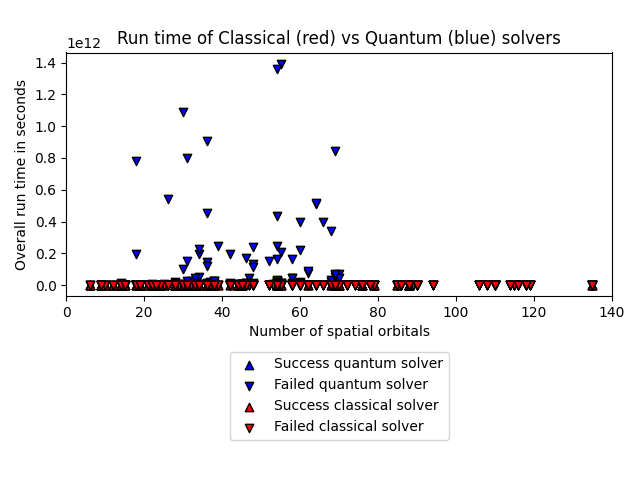 Run time of Classical (red) vs Quantum (blue) solvers
1e12
1.4
1.2
1.0
0.8
0.6
0.4
0.2
0.0
Overall run time in seconds
0 20 40 60 80 100 120 140
Number of spatial orbitals
Success quantum solver
Failed quantum solver
Success classical solver
Failed classical solver